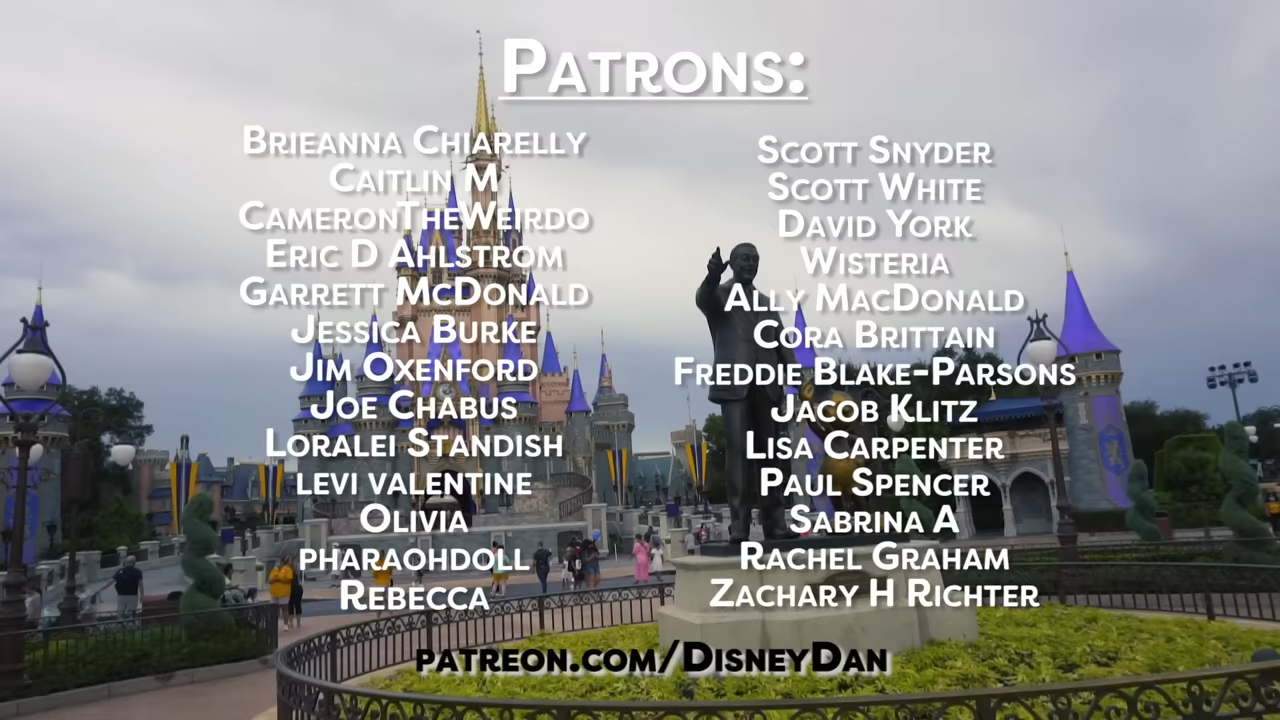 Patrons:
Brieanna Chiarelly
Caitlin M
CameronTheWeirdo
Eric D Ahlstrom
Garrett McDonald
Jessica Burke
Jim Oxenford
Joe Chabus
Loralei Standish
levi valentine
Olivia
pharaohdoll
Rebecca
Scott Snyder
Scott White
David York
Wisteria
Ally MacDonald
Cora Brittain
Freddie Blake-Parsons
Jacob Klitz
Lisa Carpenter
Paul Spencer
Sabrina A
Rachel Graham
Zachary H Richter
patreon.com/DisneyDan